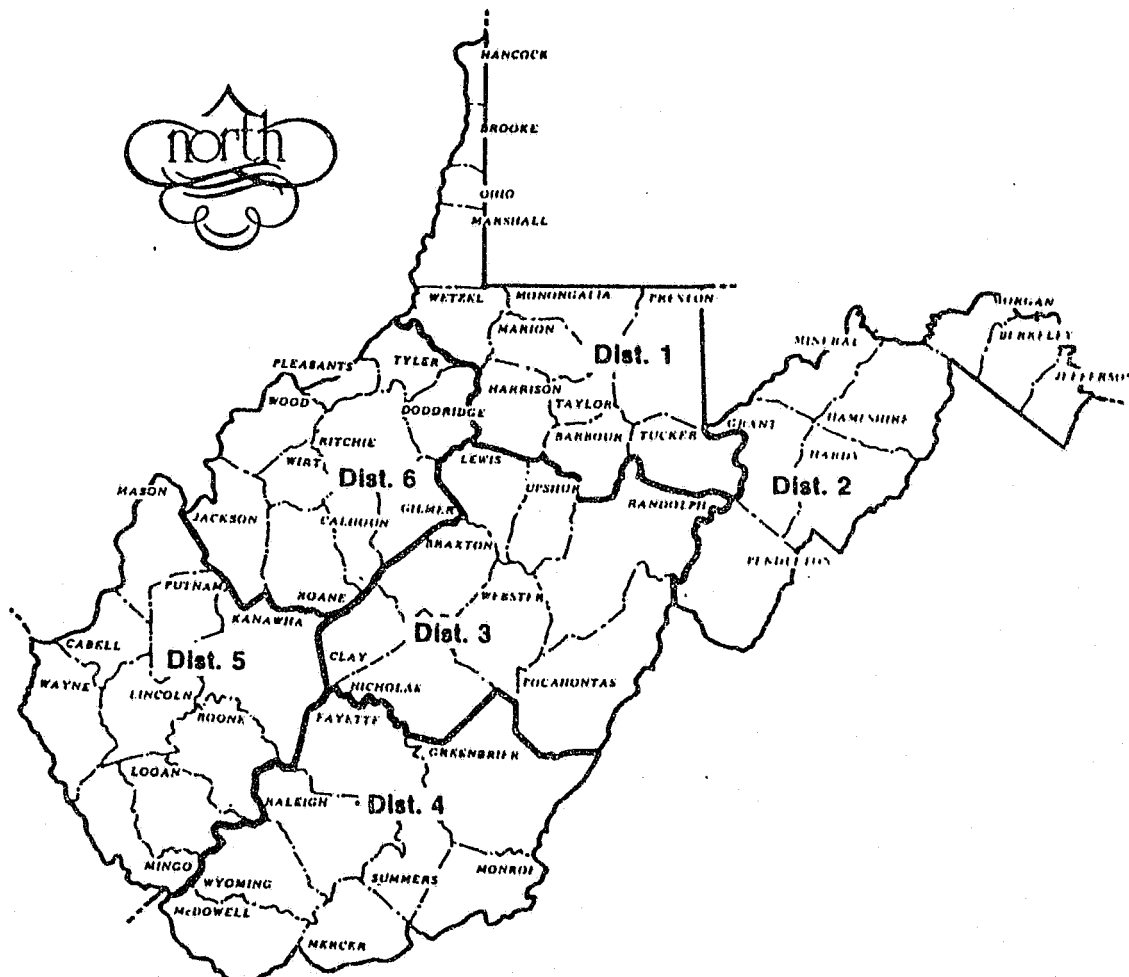 HANCOCK
north
BROOKE
OHIO
MARSHALL
WETZEL
MONONGALIA
PRESTON
MORGAN
MARION
BERKELEY
MINERAL
Dist. 1
PLEASANTS
TYLER
JEFFERSON
HARRISON
WOOD
TAYLOR
DODDRIDGE
HAMPSHIRE
GRANT
RITCHIE
BARBOUR
TUCKER
HARDY
WIRT
LEWIS
Dist. 6
UPSHUR
Dist. 2
MASON
RANDOLPH
GILMER
JACKSON
CALHOUN
BRAXTON
PENDLETON
PUTNAM
ROANE
WEBSTER
KANAWHA
Dist. 3
CABELL
CLAY
Dist. 5
WAYNE
POCAHONTAS
LINCOLN
NICHOLAS
BOONE
FAYETTE
GREENBRIER
LOGAN
RALEIGH
Dist. 4
MINGO
MONROE
WYOMING
SUMMERS
McDOWELL
MERCER